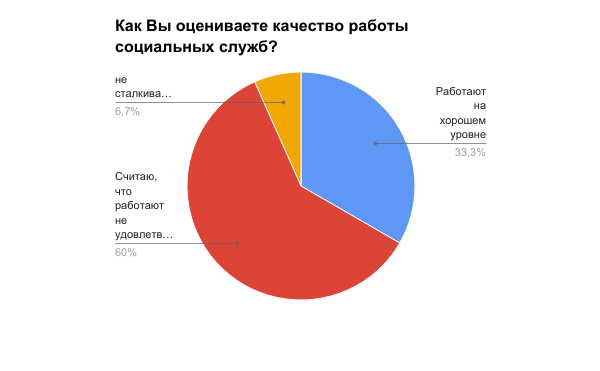 Как Вы оцениваете качество работы
социальных служб?
не
сталкива…
6,7%
Работают
на
хорошем
уровне
33,3%
Считаю,
что
работают
не
удовлетв…
60%